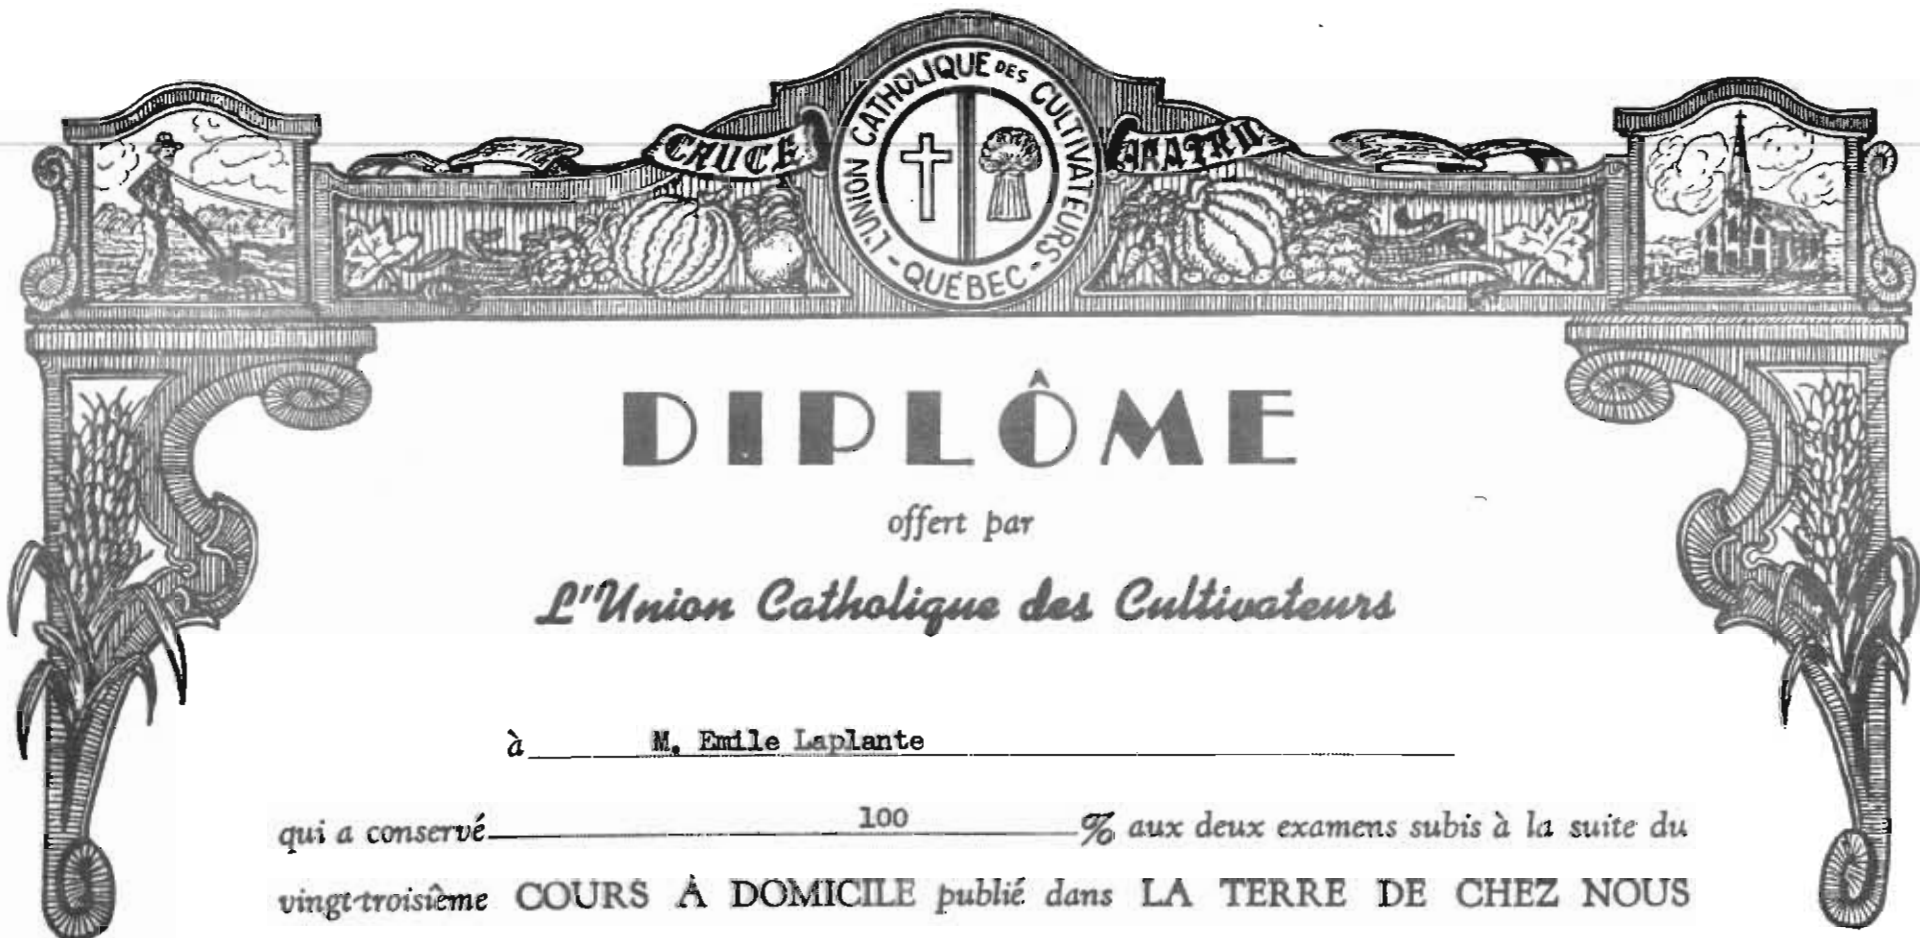 L'UNION CATHOLIQUE DES CULTIVATEURS
- QUÉBEC -
CRUCE
ARATRO
DIPLÔME
offert par
L'Union Catholique des Cultivateurs
à M. Emile Laplante
qui a conservé 100 % aux deux examens subis à la suite du
vingt-troisième COURS À DOMICILE publié dans LA TERRE DE CHEZ NOUS